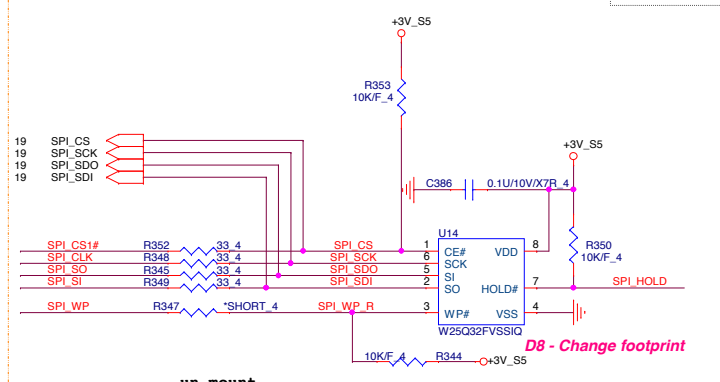 +3V_S5
R353
10K/F_4
19 SPI_CS
19 SPI_SCK
19 SPI_SDO
19 SPI_SDI
+3V_S5
C386 0.1U/10V/X7R_4
U14
SPI_CS1# R352 33_4 SPI_CS 1 CE# VDD 8
SPI_CLK R348 33_4 SPI_SCK 6 SCK
SPI_SO R345 33_4 SPI_SDO 5 SI
SPI_SI R349 33_4 SPI_SDI 2 SO HOLD# 7 SPI_HOLD
R350
10K/F_4
SPI_WP R347 *SHORT_4 SPI_WP_R 3 WP# VSS 4
W25Q32FVSSIQ
D8 - Change footprint
10K/F_4 R344 +3V_S5